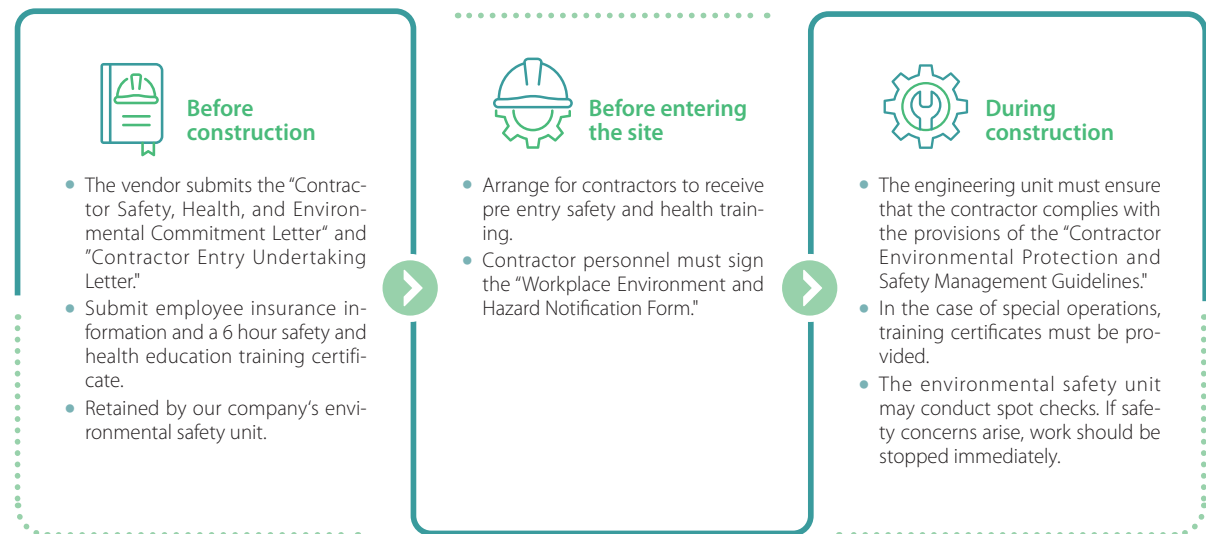 Before
construction
• The vendor submits the “Contrac-
tor Safety, Health, and Environ-
mental Commitment Letter“ and
”Contractor Entry Undertaking
Letter."
• Submit employee insurance in-
formation and a 6 hour safety and
health education training certifi-
cate.
• Retained by our company‘s envi-
ronmental safety unit.
Before entering
the site
• Arrange for contractors to receive
pre entry safety and health train-
ing.
• Contractor personnel must sign
the “Workplace Environment and
Hazard Notification Form."
During
construction
• The engineering unit must ensure
that the contractor complies with
the provisions of the “Contractor
Environmental Protection and
Safety Management Guidelines."
• In the case of special operations,
training certificates must be pro-
vided.
• The environmental safety unit
may conduct spot checks. If safe-
ty concerns arise, work should be
stopped immediately.